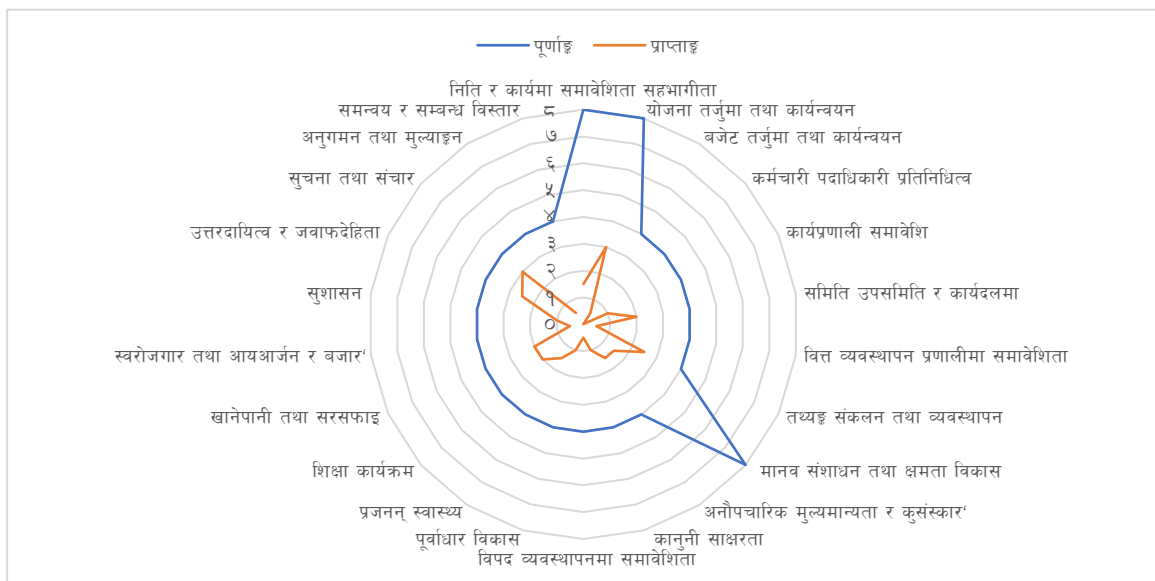 पूर्णाङ्क प्राप्ताङ्क
निति र कार्यमा समावेशिता सहभागीता
योजना तर्जुमा तथा कार्यन्वयन
बजेट तर्जुमा तथा कार्यन्वयन
कर्मचारी पदाधिकारी प्रतिनिधित्व
कार्यप्रणाली समावेशि
समिति उपसमिति र कार्यदलमा
वित्त व्यवस्थापन प्रणालीमा समावेशिता
तथ्यङ्क संकलन तथा व्यवस्थापन
मानव संशाधन तथा क्षमता विकास
अनौपचारिक मुल्यमान्यता र कुसंस्कार'
कानुनी साक्षरता
विपद व्यवस्थापनमा समावेशिता
पूर्वाधार विकास
प्रजनन् स्वास्थ्य
शिक्षा कार्यक्रम
खानेपानी तथा सरसफाइ
स्वरोजगार तथा आयआर्जन र बजार'
सुशासन
उत्तरदायित्व र जवाफदेहिता
सुचना तथा संचार
अनुगमन तथा मुल्याङ्कन
समन्वय र सम्बन्ध विस्तार
८
७
६
५
४
३
२
१
०